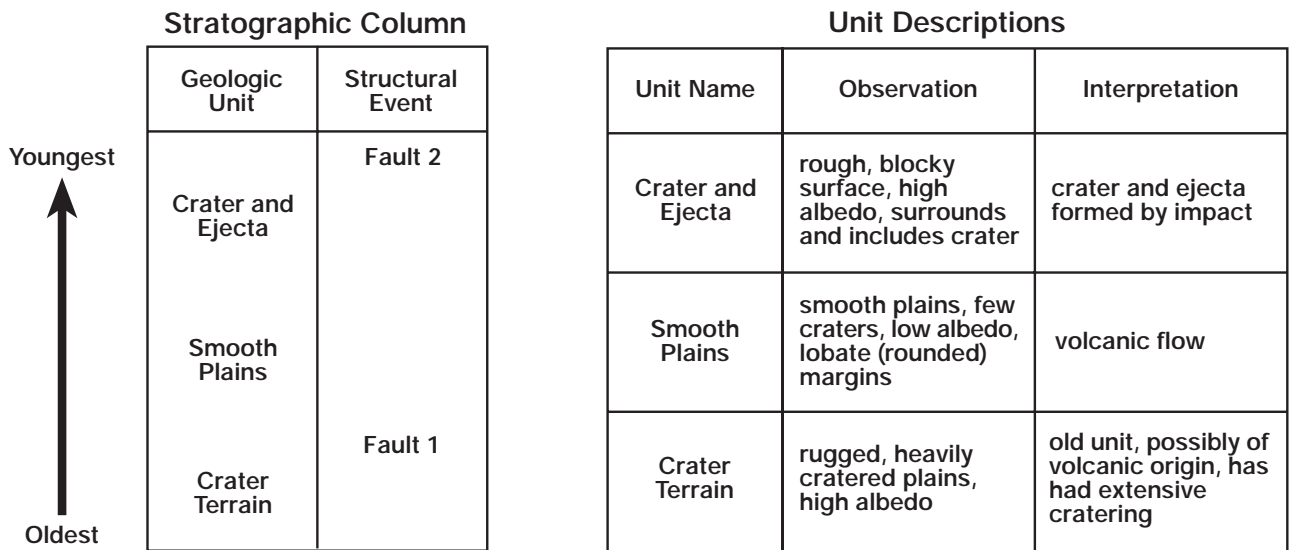 Stratographic Column
Geologic
Unit
Structural
Event
Youngest
Fault 2
Crater and
Ejecta
Smooth
Plains
Fault 1
Crater
Terrain
Oldest
Unit Descriptions
Unit Name
Observation
Interpretation
Crater and
Ejecta
rough, blocky
surface, high
albedo, surrounds
and includes crater
crater and ejecta
formed by impact
Smooth
Plains
smooth plains, few
craters, low albedo,
lobate (rounded)
margins
volcanic flow
Crater
Terrain
rugged, heavily
cratered plains,
high albedo
old unit, possibly of
volcanic origin, has
had extensive
cratering